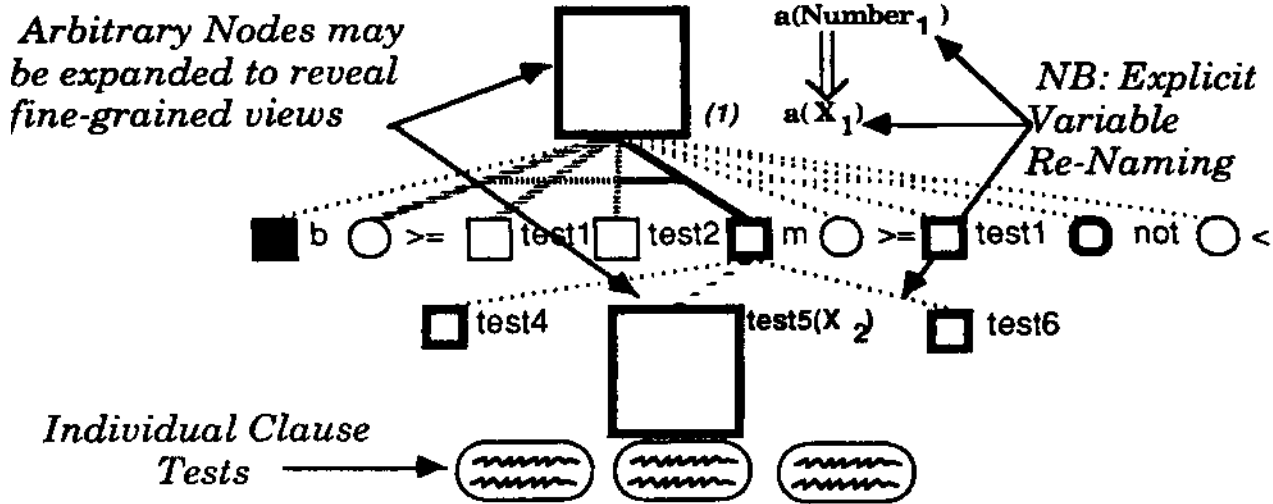 Arbitrary Nodes may
be expanded to reveal
fine-grained views
a(Number₁)
(1)
a(X₁)
NB: Explicit
Variable
Re-Naming
b >= test1 test2 m >= test1 not <
test4 test5(X₂) test6
Individual Clause
Tests